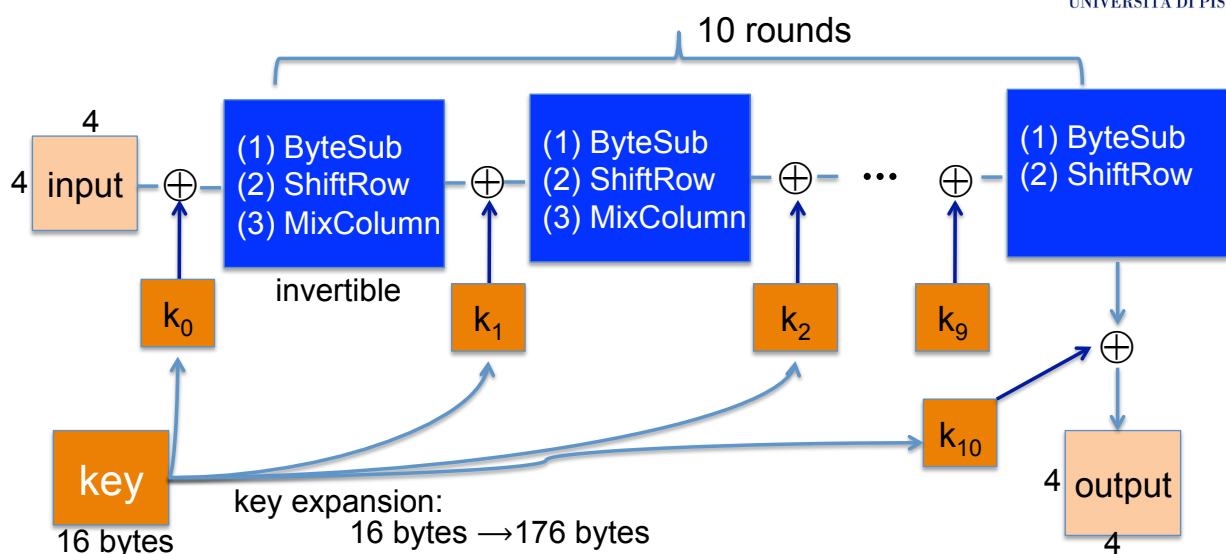 UNIVERSITÀ DI PIS
10 rounds
4
4
input
(1) ByteSub
(2) ShiftRow
(3) MixColumn
invertible
(1) ByteSub
(2) ShiftRow
(3) MixColumn
...
(1) ByteSub
(2) ShiftRow
k₀
k₁
k₂
k₉
k₁₀
key
16 bytes
key expansion:
16 bytes →176 bytes
4
output
4